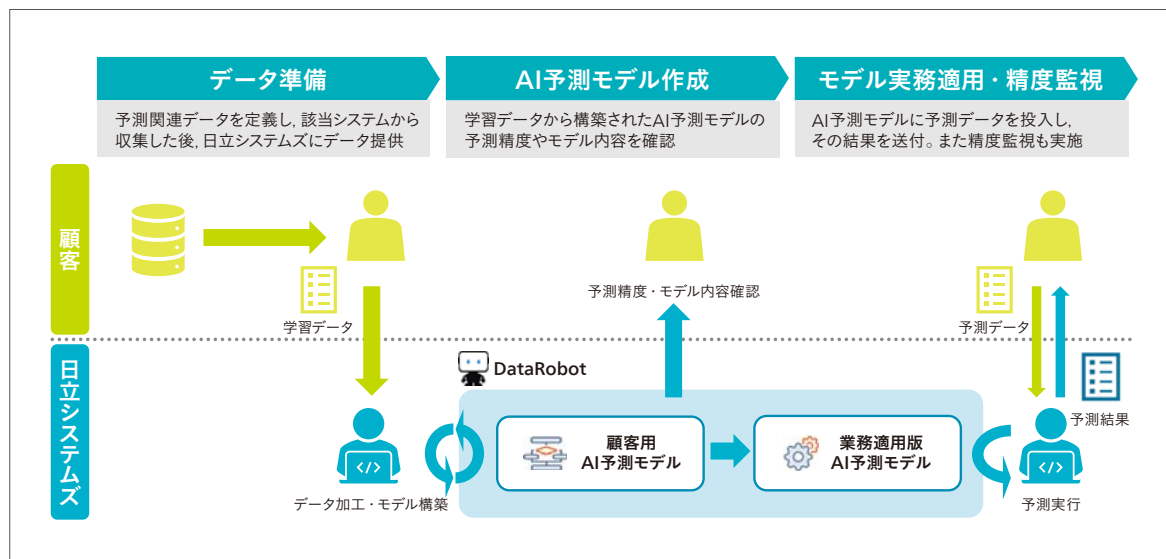 データ準備
AI予測モデル作成
モデル実務適用・精度監視
予測関連データを定義し,該当システムから
収集した後,日立システムズにデータ提供
学習データから構築されたAI予測モデルの
予測精度やモデル内容を確認
AI予測モデルに予測データを投入し,
その結果を送付。また精度監視も実施
顧客
学習データ
予測精度・モデル内容確認
予測データ
日立システムズ
DataRobot
予測結果
顧客用
AI予測モデル
業務適用版
AI予測モデル
</>
データ加工・モデル構築
</>
予測実行